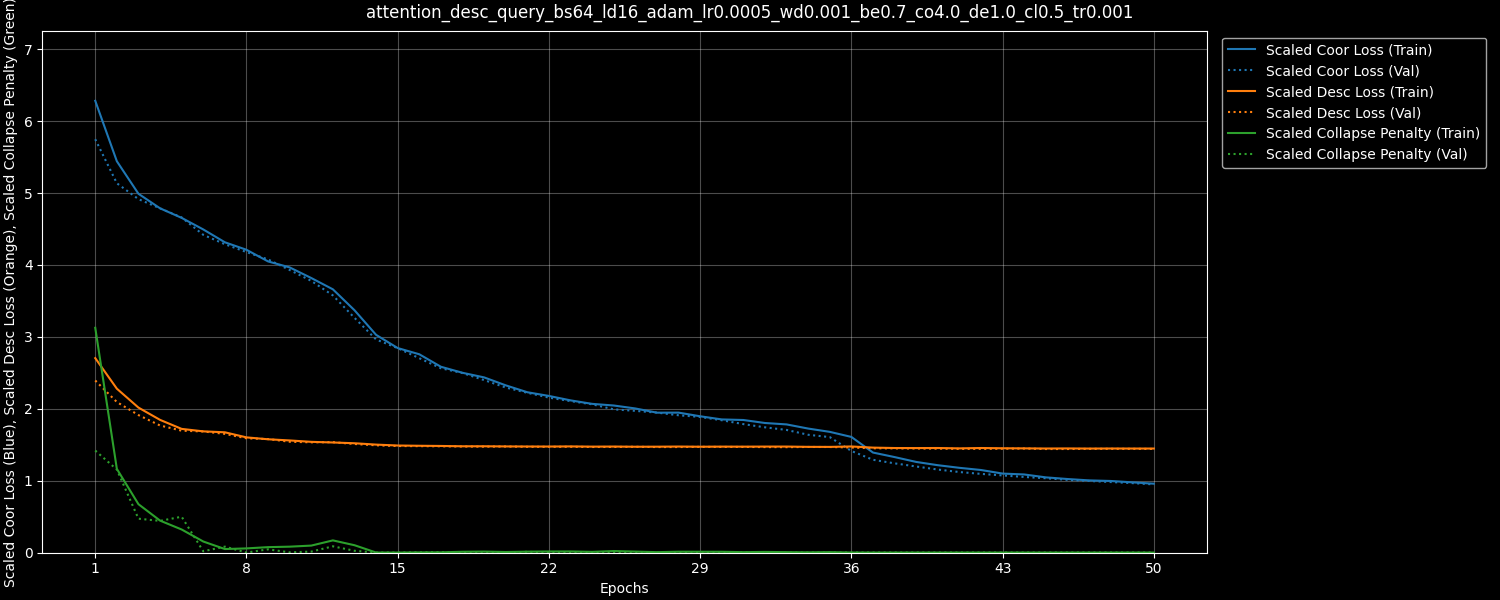 attention_desc_query_bs64_ld16_adam_lr0.0005_wd0.001_be0.7_co4.0_de1.0_cl0.5_tr0.001
Scaled Coor Loss (Blue), Scaled Desc Loss (Orange), Scaled Collapse Penalty (Green)
7
6
5
4
3
2
1
0
1
8
15
22
29
36
43
50
Epochs
Scaled Coor Loss (Train)
Scaled Coor Loss (Val)
Scaled Desc Loss (Train)
Scaled Desc Loss (Val)
Scaled Collapse Penalty (Train)
Scaled Collapse Penalty (Val)